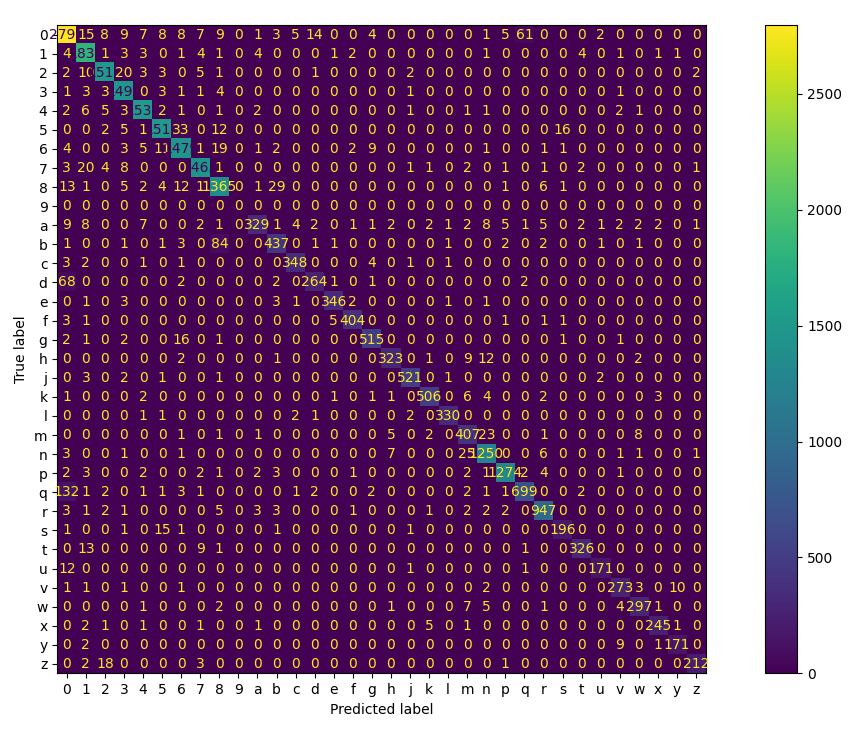 True label
0 279 15 8 9 7 8 8 7 9 0 1 3 5 14 0 0 4 0 0 0 0 0 1 5 61 0 0 0 2 0 0 0 0 0
1 4 83 1 3 3 0 1 4 1 0 4 0 0 0 1 2 0 0 0 0 0 0 1 0 0 0 0 4 0 1 0 1 1 0
2 2 51 20 3 3 0 5 1 0 0 0 0 1 0 0 0 0 2 0 0 0 0 0 0 0 0 0 0 0 0 0 0 2
3 1 3 3 49 0 3 1 1 4 0 0 0 0 0 0 0 0 0 1 0 0 0 0 0 0 0 0 0 0 1 0 0 0 0
4 2 6 5 3 53 2 1 0 1 0 2 0 0 0 0 0 0 0 1 0 0 1 1 0 0 0 0 0 0 2 1 0 0 0
5 0 0 2 5 1 51 33 0 12 0 0 0 0 0 0 0 0 0 0 0 0 0 0 0 0 0 16 0 0 0 0 0 0 0
6 4 0 0 3 5 47 1 19 0 1 2 0 0 0 2 9 0 0 0 0 0 1 0 0 1 1 0 0 0 0 0 0 0
7 3 20 4 8 0 0 0 46 1 0 0 0 0 0 0 0 0 0 1 1 0 2 0 1 0 1 0 2 0 0 0 0 0 1
8 13 1 0 5 2 4 12 1365 0 1 29 0 0 0 0 0 0 0 0 0 0 0 1 0 6 1 0 0 0 0 0 0 0
9 0 0 0 0 0 0 0 0 0 0 0 0 0 0 0 0 0 0 0 0 0 0 0 0 0 0 0 0 0 0 0 0 0 0
a 9 8 0 0 7 0 0 2 1 0 329 1 4 2 0 1 1 2 0 2 1 2 8 5 1 5 0 2 1 2 2 2 0 1
b 1 0 0 1 0 1 3 0 84 0 0 437 0 1 1 0 0 0 0 0 1 0 0 2 0 2 0 0 1 0 1 0 0 0
c 3 2 0 0 1 0 1 0 0 0 0 0 348 0 0 0 4 0 1 0 1 0 0 0 0 0 0 0 0 0 0 0 0 0
d 68 0 0 0 0 0 2 0 0 0 0 2 0 264 1 0 1 0 0 0 0 0 0 0 2 0 0 0 0 0 0 0 0 0
e 0 1 0 3 0 0 0 0 0 0 0 3 1 0 346 2 0 0 0 0 1 0 1 0 0 0 0 0 0 0 0 0 0 0
f 3 1 0 0 0 0 0 0 1 0 0 0 0 0 5 404 0 0 0 0 0 0 0 1 0 1 1 0 0 0 0 0 0 0
g 2 1 0 2 0 0 16 0 1 0 0 0 0 0 0 0 515 0 0 0 0 0 0 0 0 0 1 0 0 1 0 0 0 0
h 0 0 0 0 0 0 2 0 0 0 0 1 0 0 0 0 0 323 0 1 0 9 12 0 0 0 0 0 0 0 2 0 0 0
j 0 3 0 2 0 1 0 0 1 0 0 0 0 0 0 0 0 0 521 0 1 0 0 0 0 0 0 0 2 0 0 0 0 0
k 1 0 0 0 2 0 0 0 0 0 0 0 0 0 1 0 1 1 0 506 0 6 4 0 0 2 0 0 0 0 0 3 0 0
l 0 0 0 0 1 1 0 0 0 0 0 0 2 1 0 0 0 0 2 0 330 0 0 0 0 0 0 0 0 0 0 0 0 0
m 0 0 0 0 0 0 1 0 1 0 1 0 0 0 0 0 0 5 0 2 0 407 23 0 0 1 0 0 0 0 8 0 0 0
n 3 0 0 1 0 0 1 0 0 0 0 0 0 0 0 0 0 7 0 0 0 25 1250 0 0 6 0 0 0 1 1 0 0 1
p 2 3 0 0 2 0 0 2 1 0 2 3 0 0 0 1 0 0 0 0 0 2 1 1274 2 4 0 0 0 1 0 0 0 0
q 132 1 2 0 1 1 3 1 0 0 0 0 1 2 0 0 2 0 0 0 0 2 1 1 699 0 0 2 0 0 0 0 0 0
r 3 1 2 1 0 0 0 0 5 0 3 3 0 0 0 1 0 0 0 1 0 2 2 2 0 947 0 0 0 0 0 0 0 0
s 1 0 0 1 0 15 1 0 0 0 0 1 0 0 0 0 0 0 1 0 0 0 0 0 0 0 196 0 0 0 0 0 0 0
t 0 13 0 0 0 0 0 9 1 0 0 0 0 0 0 0 0 0 0 0 0 0 0 0 1 0 0 326 0 0 0 0 0 0
u 12 0 0 0 0 0 0 0 0 0 0 0 0 0 0 0 0 0 1 0 0 0 0 0 1 0 0 0 171 0 0 0 0 0
v 1 1 0 1 0 0 1 0 0 0 0 0 0 0 0 0 0 0 0 0 0 0 2 0 0 0 0 0 0 273 3 0 10 0
w 0 0 0 0 1 0 0 0 2 0 0 0 0 0 0 0 0 1 0 0 0 7 5 0 0 1 0 0 0 4 297 1 0 0
x 0 2 1 0 1 0 0 1 0 0 1 0 0 0 0 0 0 0 0 5 0 1 0 0 0 0 0 0 0 0 0 245 1 0
y 0 2 0 0 0 0 0 0 0 0 0 0 0 0 0 0 0 0 0 0 0 0 0 0 0 0 0 0 0 9 0 1 171 0
z 0 2 18 0 0 0 0 3 0 0 0 0 0 0 0 0 0 0 0 0 0 0 0 1 0 0 0 0 0 0 0 0 0 212
0 1 2 3 4 5 6 7 8 9 a b c d e f g h j k l m n p q r s t u v w x y z
Predicted label
2500
2000
1500
1000
500
0